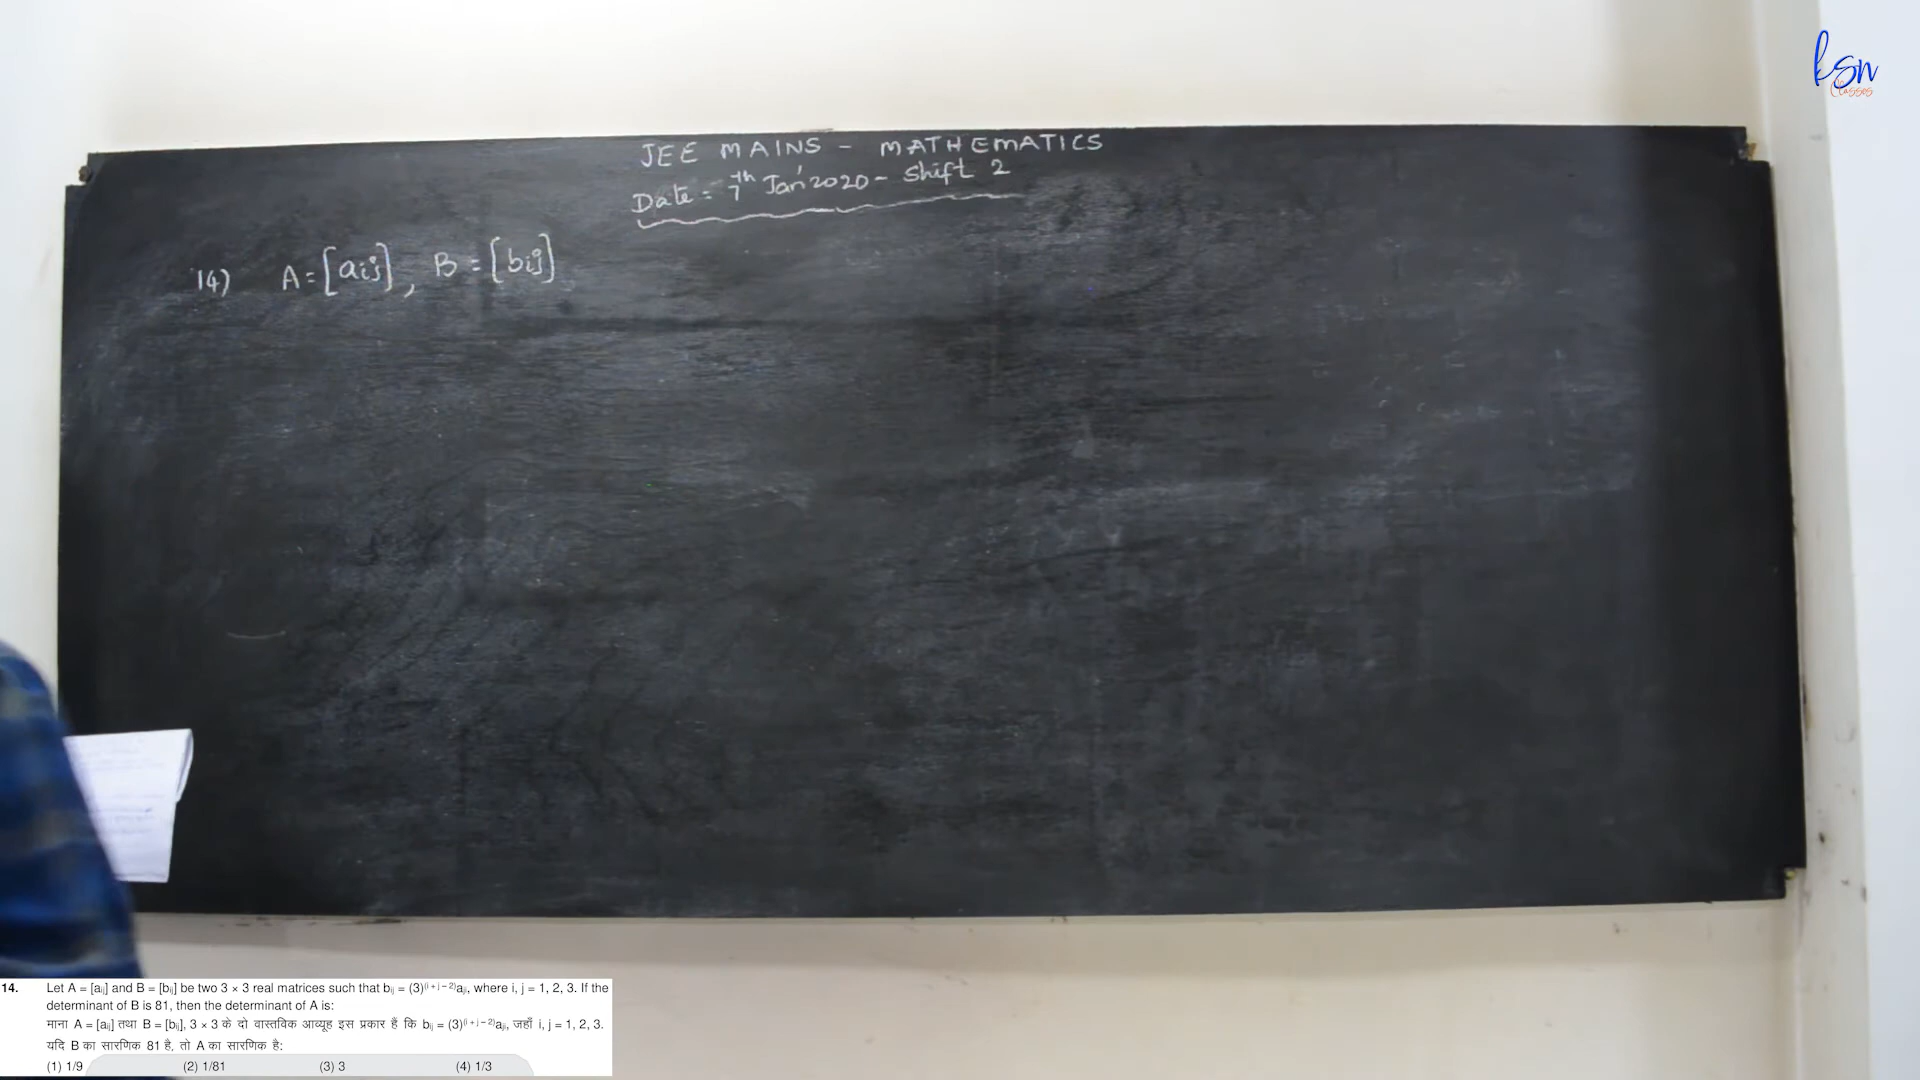 ksn
Classes
JEE MAINS - MATHEMATICS
Date : 7th Jan' 2020 - Shift 2
14) A = [aij] , B = [bij]
14. Let A = [aij] and B = [bij] be two 3 × 3 real matrices such that bij = (3)^(i + j – 2)aji, where i, j = 1, 2, 3. If the
determinant of B is 81, then the determinant of A is:
माना A = [aij] तथा B = [bij], 3 × 3 के दो वास्तविक आव्यूह इस प्रकार हैं कि bij = (3)^(i + j – 2)aji, जहाँ i, j = 1, 2, 3.
यदि B का सारणिक 81 है, तो A का सारणिक है:
(1) 1/9 (2) 1/81 (3) 3 (4) 1/3